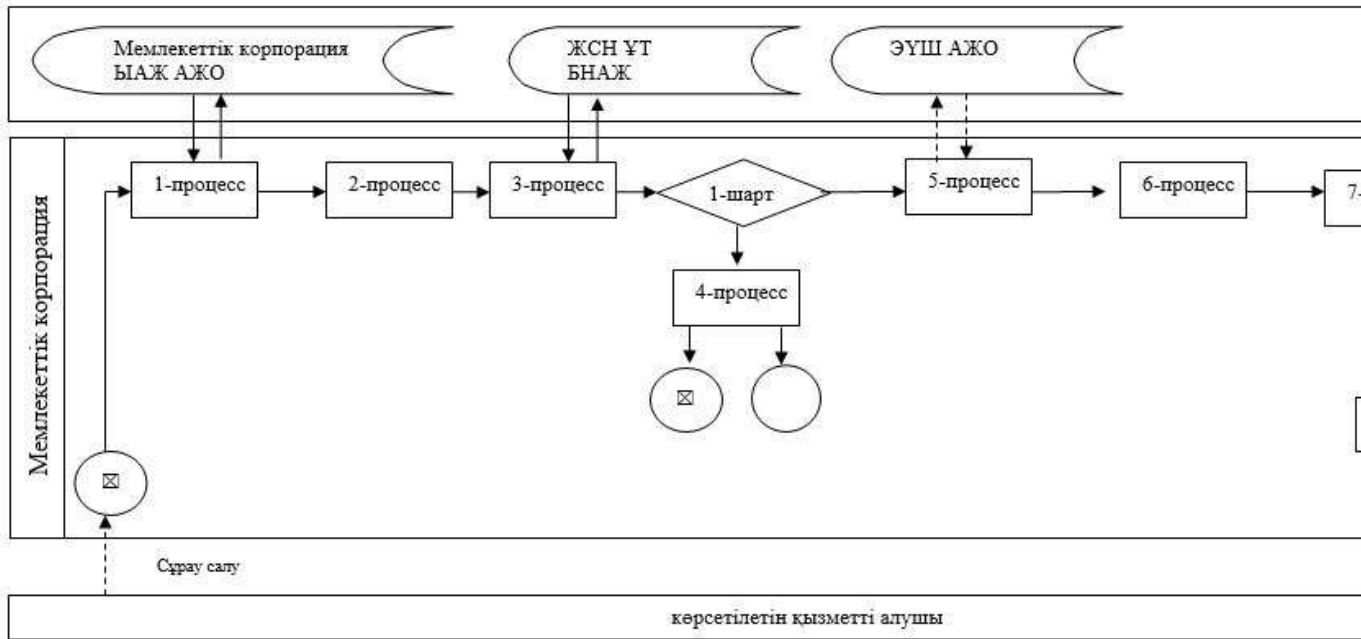 Мемлекеттік корпорация
ЫАЖ АЖО
ЖСН ҰТ
БНАЖ
ЭҮШ АЖО
Мемлекеттік корпорация
1-процесс
2-процесс
3-процесс
1-шарт
5-процесс
6-процесс
7-
4-процесс
Сұрау салу
көрсетілетін қызметті алушы